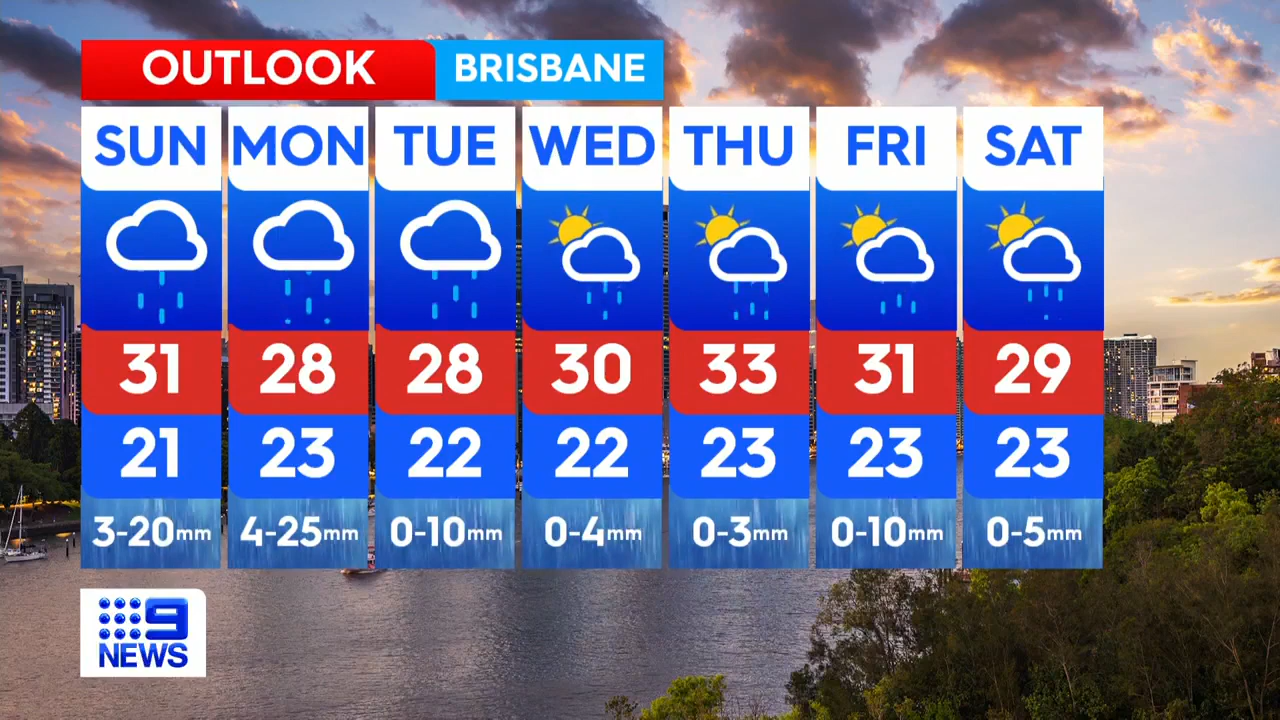 OUTLOOK BRISBANE
SUN MON TUE WED THU FRI SAT
31 28 28 30 33 31 29
21 23 22 22 23 23 23
3-20mm 4-25mm 0-10mm 0-4mm 0-3mm 0-10mm 0-5mm
9
NEWS